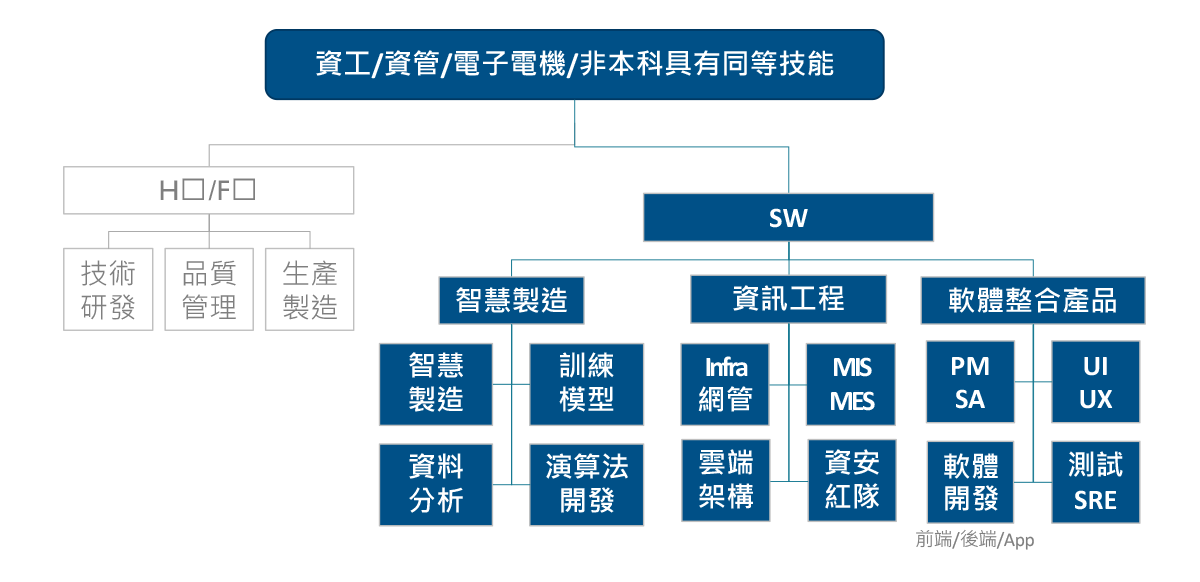 資工/資管/電子電機/非本科具有同等技能
H□/F□
技術
研發
品質
管理
生產
製造
SW
智慧製造
智慧
製造
訓練
模型
資料
分析
演算法
開發
資訊工程
Infra
網管
MIS
MES
雲端
架構
資安
紅隊
軟體整合產品
PM
SA
UI
UX
軟體
開發
測試
SRE
前端/後端/App